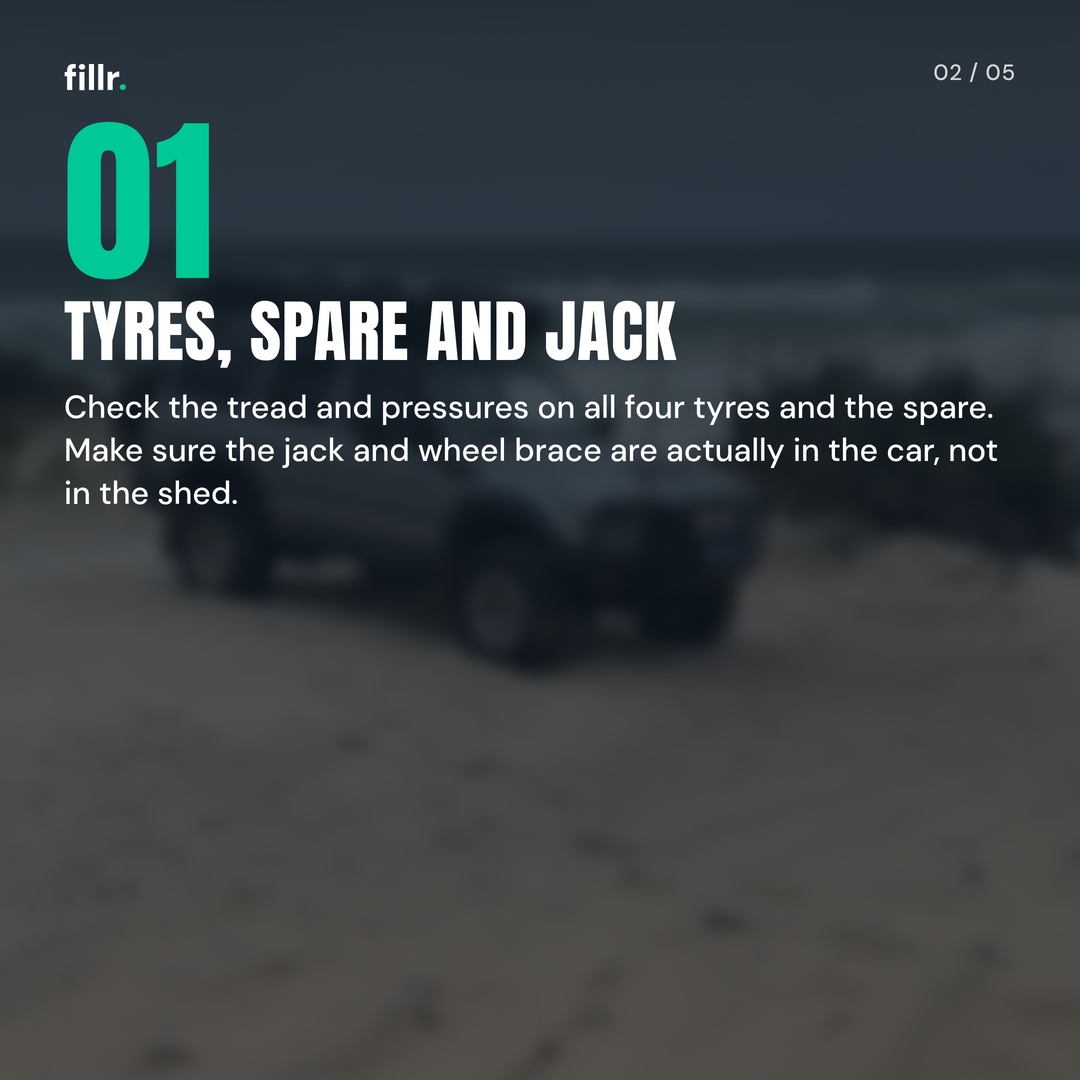 fillr.
02 / 05
01
TYRES, SPARE AND JACK
Check the tread and pressures on all four tyres and the spare.
Make sure the jack and wheel brace are actually in the car, not
in the shed.